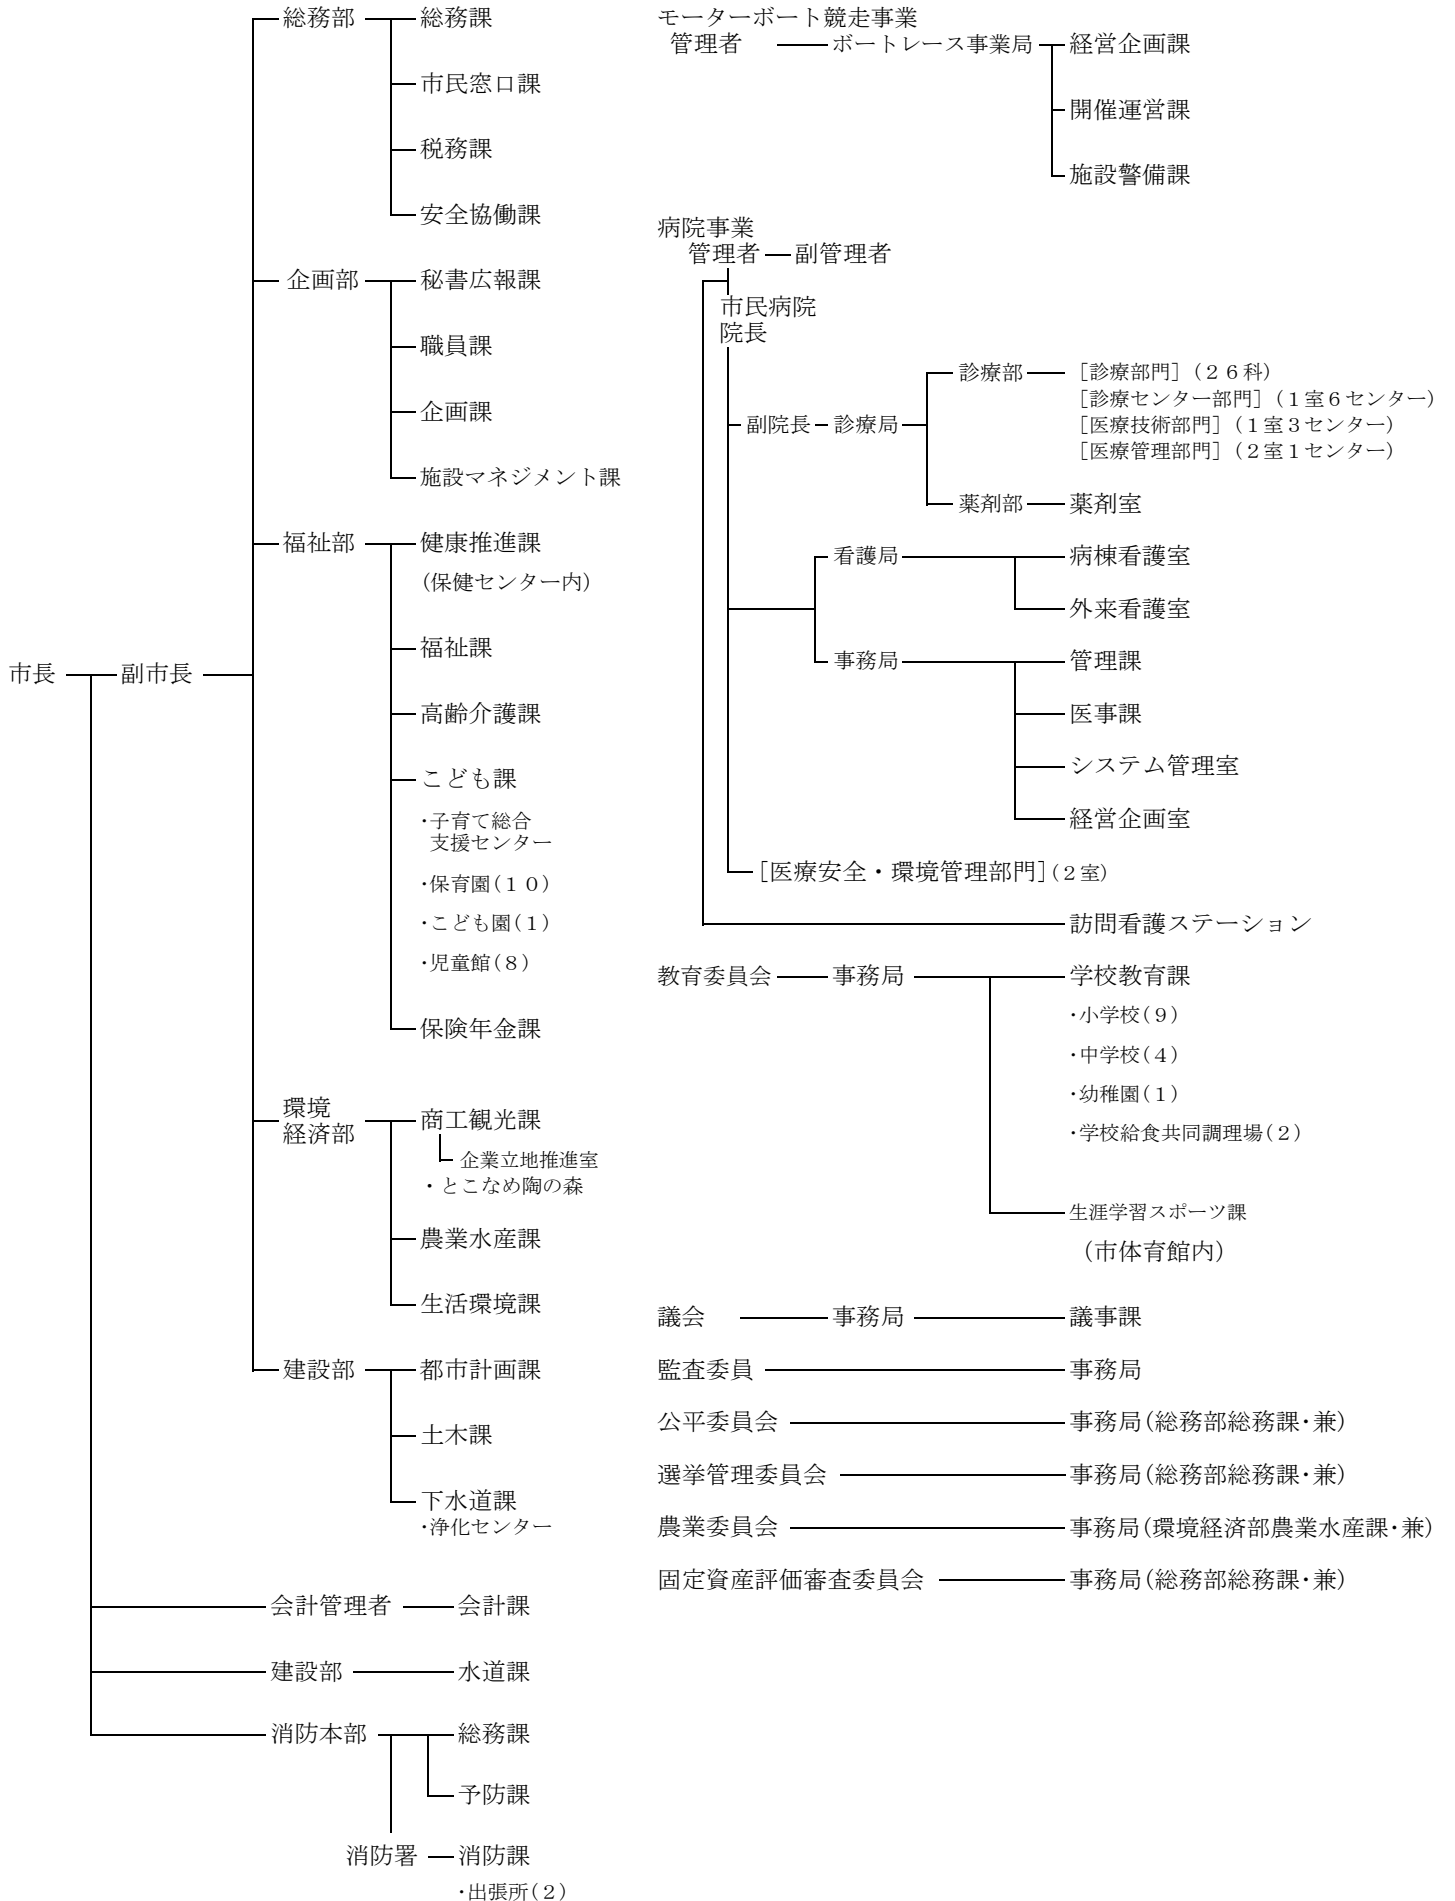 市長
副市長
総務部
総務課
市民窓口課
税務課
安全協働課
企画部
秘書広報課
職員課
企画課
施設マネジメント課
福祉部
健康推進課
(保健センター内)
福祉課
高齢介護課
こども課
・子育て総合
支援センター
・保育園(１０)
・こども園(１)
・児童館(８)
保険年金課
環境
経済部
商工観光課
企業立地推進室
・とこなめ陶の森
農業水産課
生活環境課
建設部
都市計画課
土木課
下水道課
・浄化センター
会計管理者
会計課
建設部
水道課
消防本部
総務課
予防課
消防署
消防課
・出張所(２)
モーターボート競走事業
管理者
ボートレース事業局
経営企画課
開催運営課
施設警備課
病院事業
管理者
副管理者
市民病院
院長
副院長
診療局
診療部
［診療部門］(２６科)
［診療センター部門］(１室６センター)
［医療技術部門］(１室３センター)
［医療管理部門］(２室１センター)
薬剤部
薬剤室
看護局
病棟看護室
外来看護室
事務局
管理課
医事課
システム管理室
経営企画室
［医療安全・環境管理部門］(２室)
訪問看護ステーション
教育委員会
事務局
学校教育課
・小学校(９)
・中学校(４)
・幼稚園(１)
・学校給食共同調理場(２)
生涯学習スポーツ課
(市体育館内)
議会
事務局
議事課
監査委員
事務局
公平委員会
事務局(総務部総務課・兼)
選挙管理委員会
事務局(総務部総務課・兼)
農業委員会
事務局(環境経済部農業水産課・兼)
固定資産評価審査委員会
事務局(総務部総務課・兼)